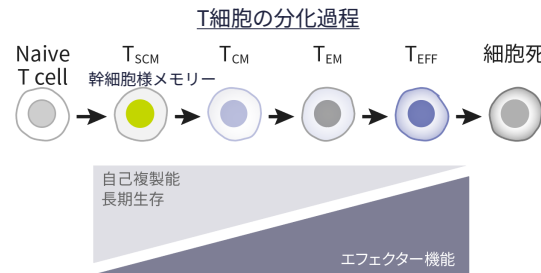 T細胞の分化過程
Naive
T cell
TSCM
幹細胞様メモリー
TCM
TEM
TEFF
細胞死
自己複製能
長期生存
エフェクター機能